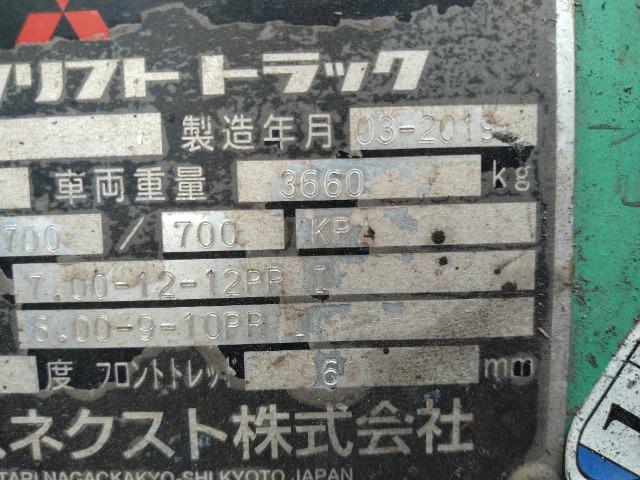 リフト トラック
製造年月 03-2019
車両重量 3660 kg
700 / 700 KPA
7.00-12-12PR I
6.00-9-10PR
度 フロントトレッ mm
ネクスト株式会社
NAGAOKAKYO-SHI KYOTO JAPAN